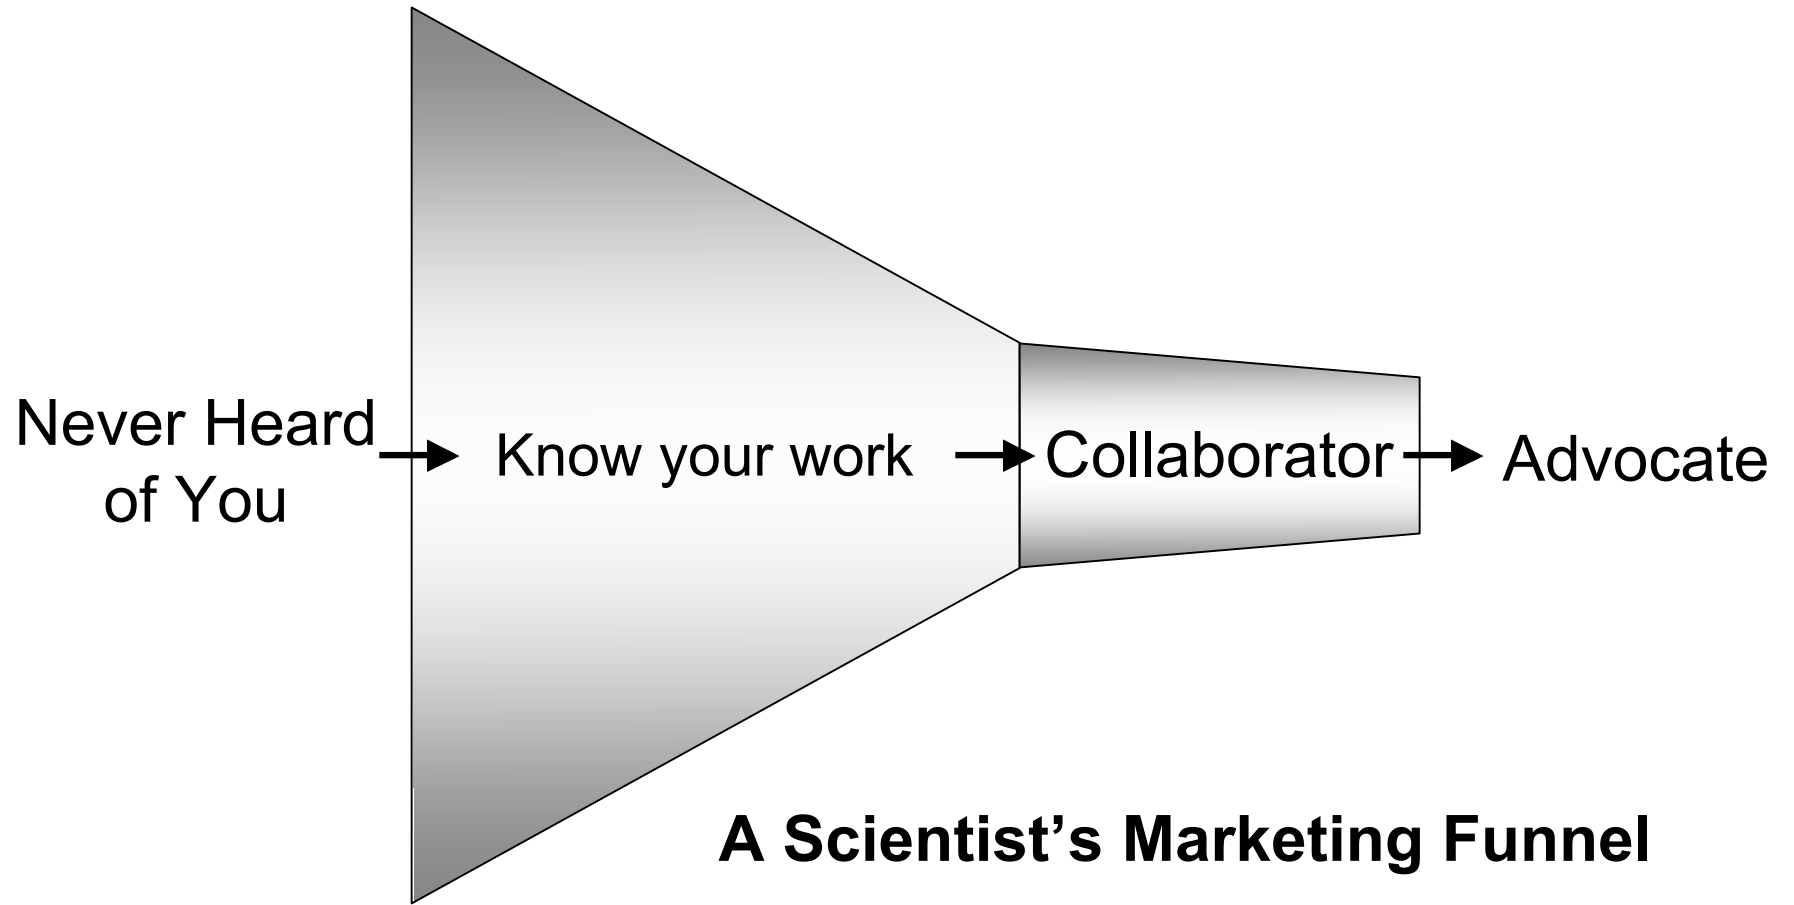 Never Heard
of You
Know your work
Collaborator
Advocate
A Scientist’s Marketing Funnel